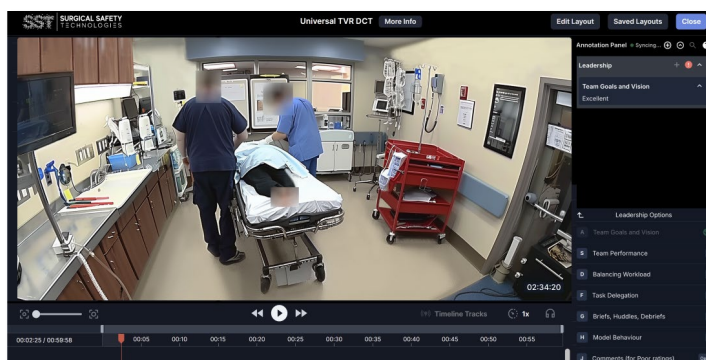 SST
SURGICAL SAFETY
TECHNOLOGIES
Universal TVR DCT
More Info
Edit Layout
Saved Layouts
Close
Annotation Panel
Syncing...
Leadership
Team Goals and Vision
Excellent
Leadership Options
A Team Goals and Vision
S Team Performance
D Balancing Workload
F Task Delegation
G Briefs, Huddles, Debriefs
H Model Behaviour
J Comments (for Poor ratings)
02:34:20
Timeline Tracks
1x
00:02:25 / 00:59:58
00:05
00:10
00:15
00:20
00:25
00:30
00:35
00:40
00:45
00:50
00:55